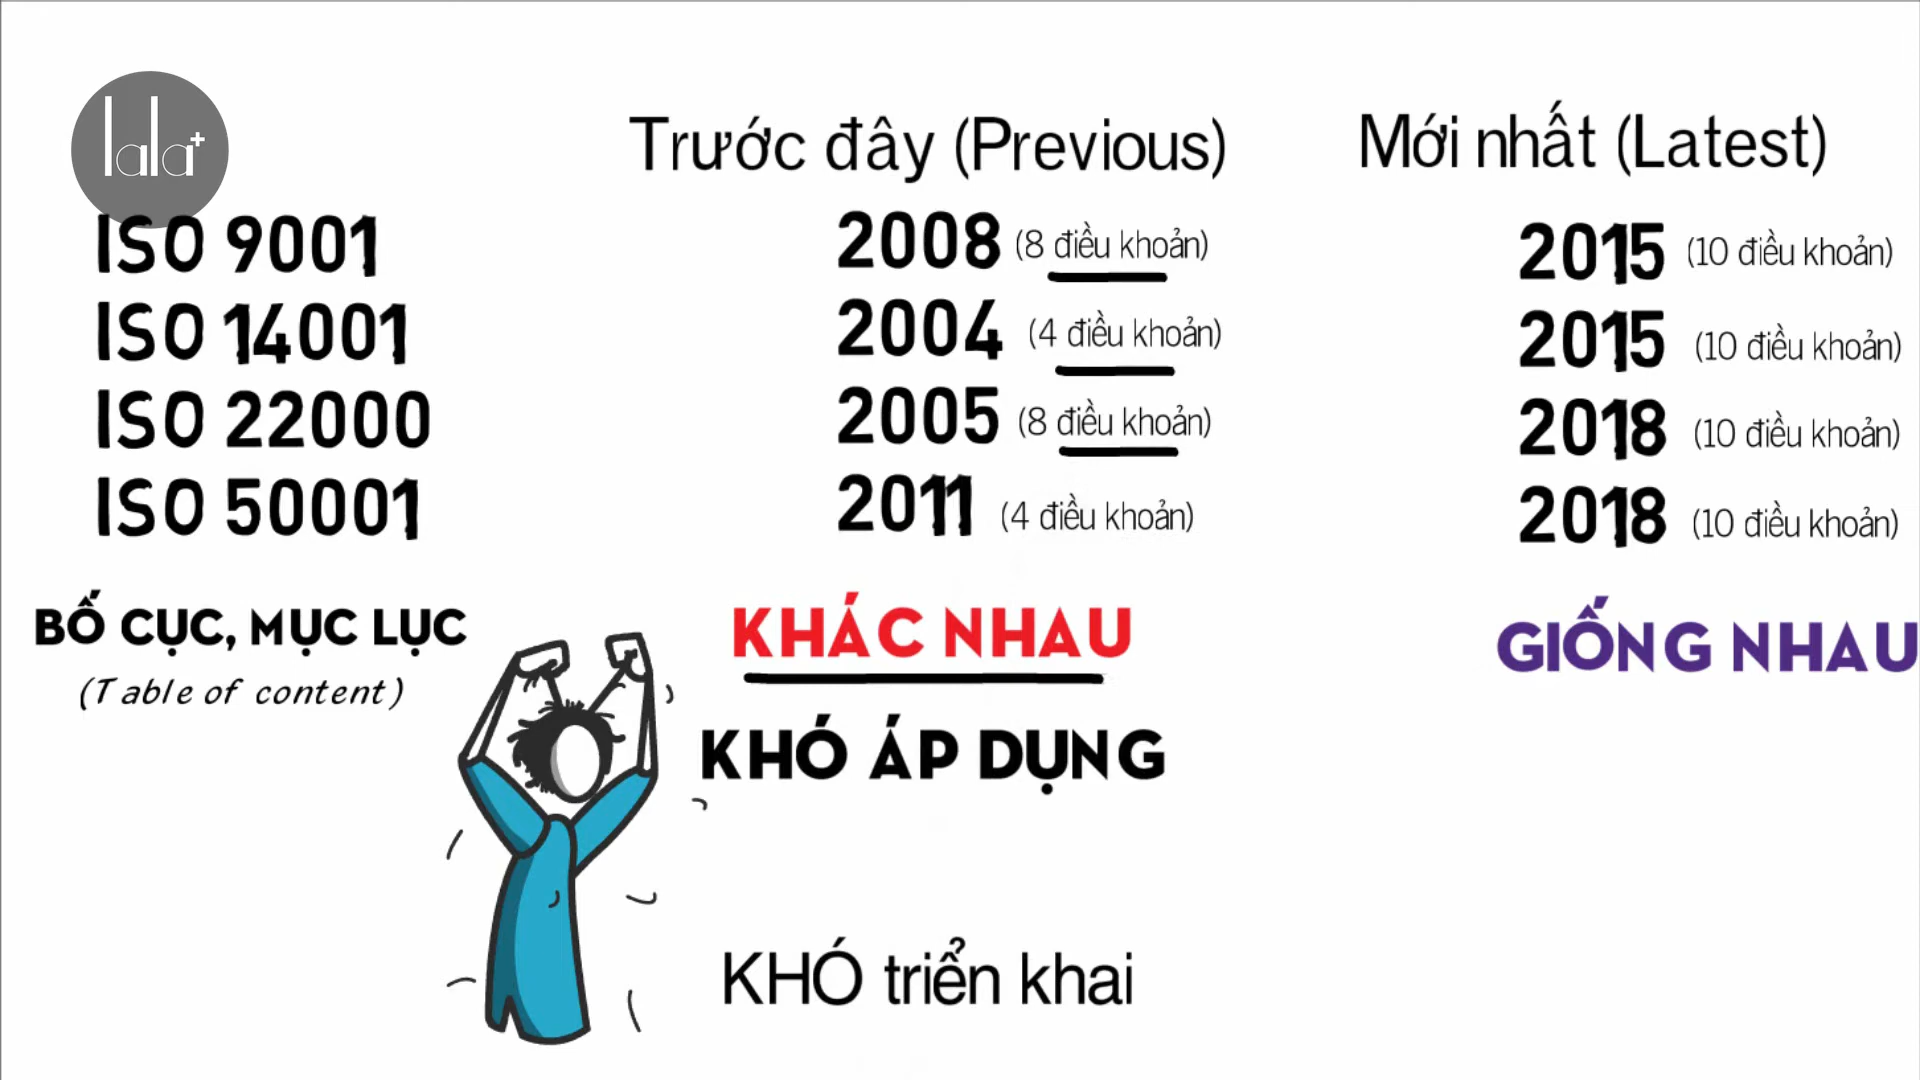 lala+
Trước đây (Previous)
Mới nhất (Latest)
ISO 9001
2008 (8 điều khoản)
2015 (10 điều khoản)
ISO 14001
2004 (4 điều khoản)
2015 (10 điều khoản)
ISO 22000
2005 (8 điều khoản)
2018 (10 điều khoản)
ISO 50001
2011 (4 điều khoản)
2018 (10 điều khoản)
BỐ CỤC, MỤC LỤC
(Table of content)
KHÁC NHAU
GIỐNG NHAU
KHÓ ÁP DỤNG
KHÓ triển khai